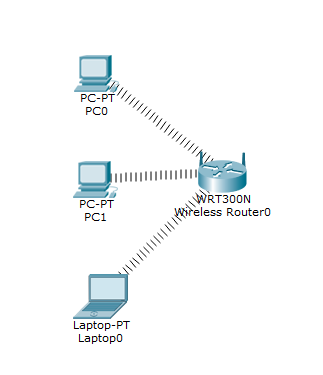 PC-PT
PC0
PC-PT
PC1
WRT300N
Wireless Router0
Laptop-PT
Laptop0